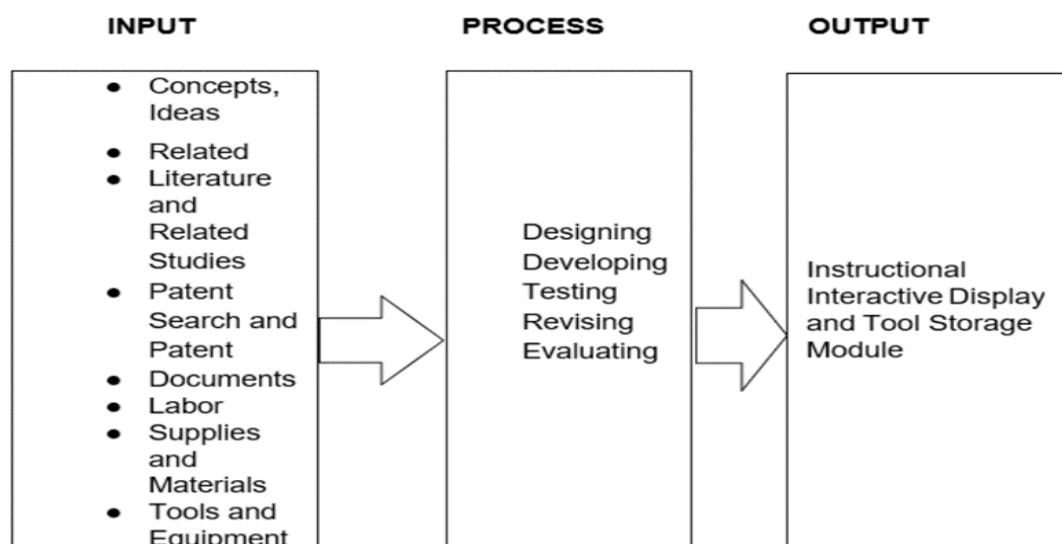 INPUT
PROCESS
OUTPUT
● Concepts,
Ideas
● Related
● Literature
and
Related
Studies
● Patent
Search and
Patent
● Documents
● Labor
● Supplies
and
Materials
● Tools and
Equipment
Designing
Developing
Testing
Revising
Evaluating
Instructional
Interactive Display
and Tool Storage
Module